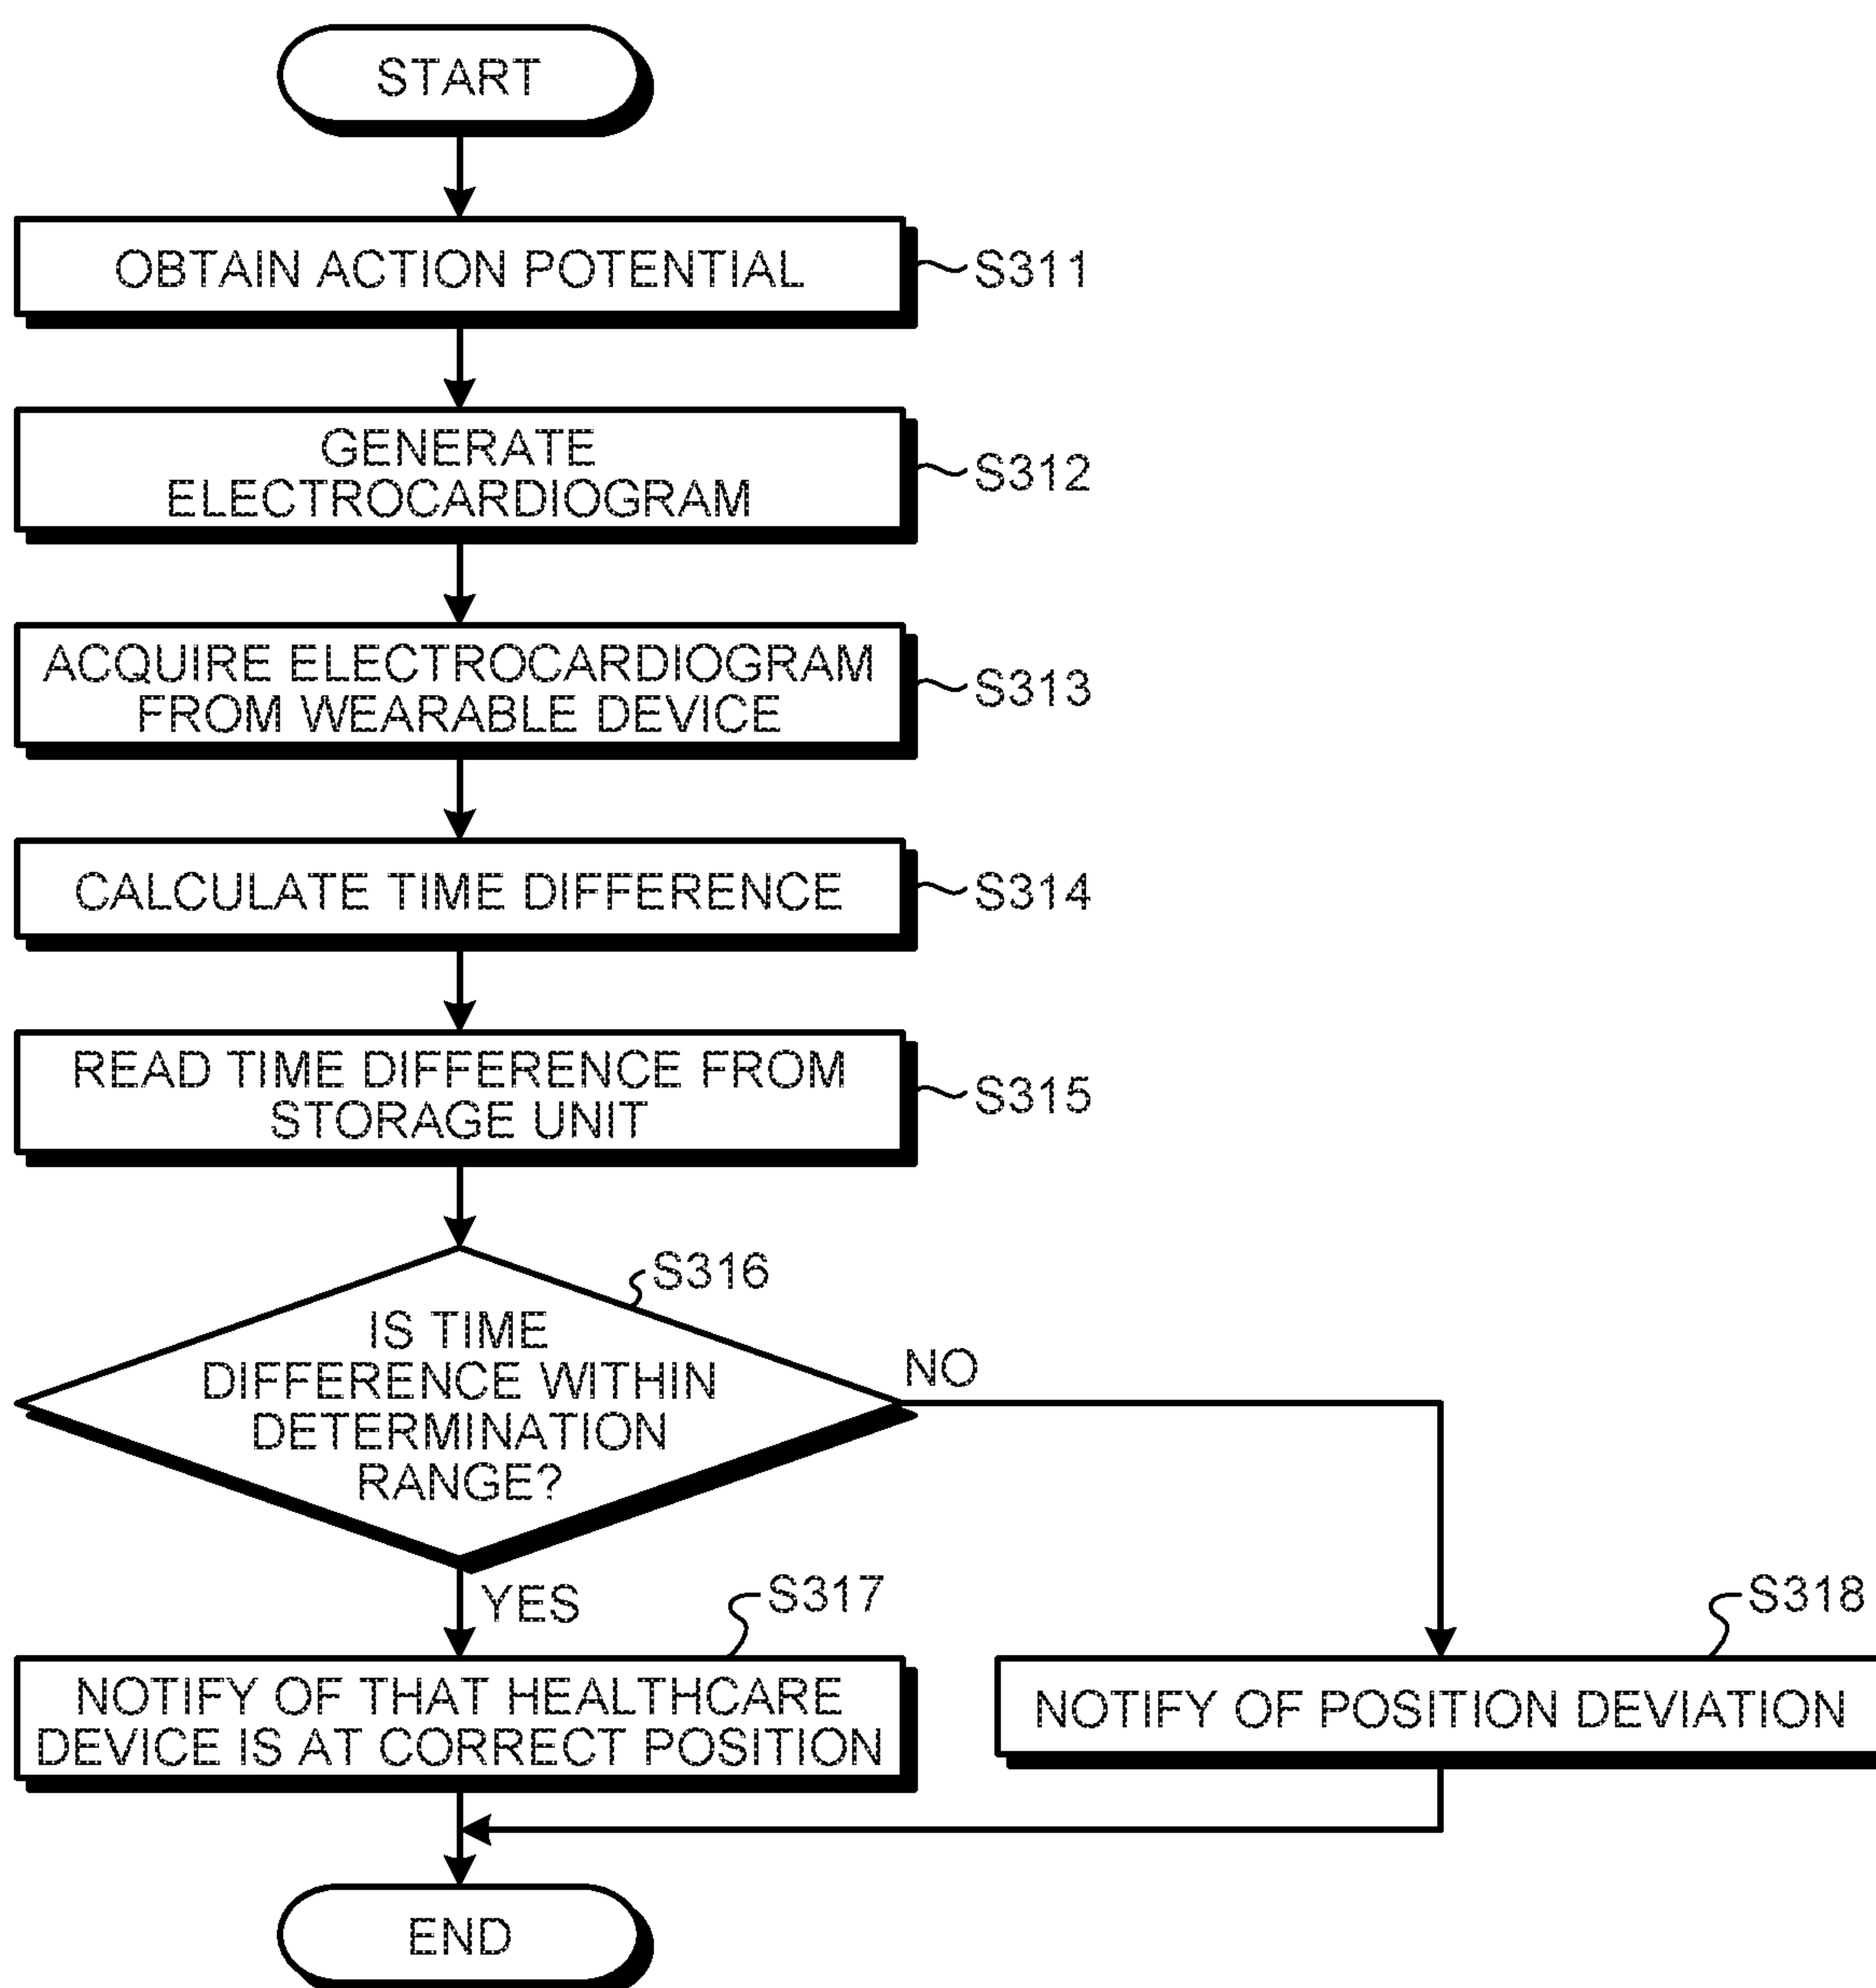 START
OBTAIN ACTION POTENTIAL
S311
GENERATE
ELECTROCARDIOGRAM
S312
ACQUIRE ELECTROCARDIOGRAM
FROM WEARABLE DEVICE
S313
CALCULATE TIME DIFFERENCE
S314
READ TIME DIFFERENCE FROM
STORAGE UNIT
S315
S316
IS TIME
DIFFERENCE WITHIN
DETERMINATION
RANGE?
NO
YES
S317
NOTIFY OF THAT HEALTHCARE
DEVICE IS AT CORRECT POSITION
S318
NOTIFY OF POSITION DEVIATION
END